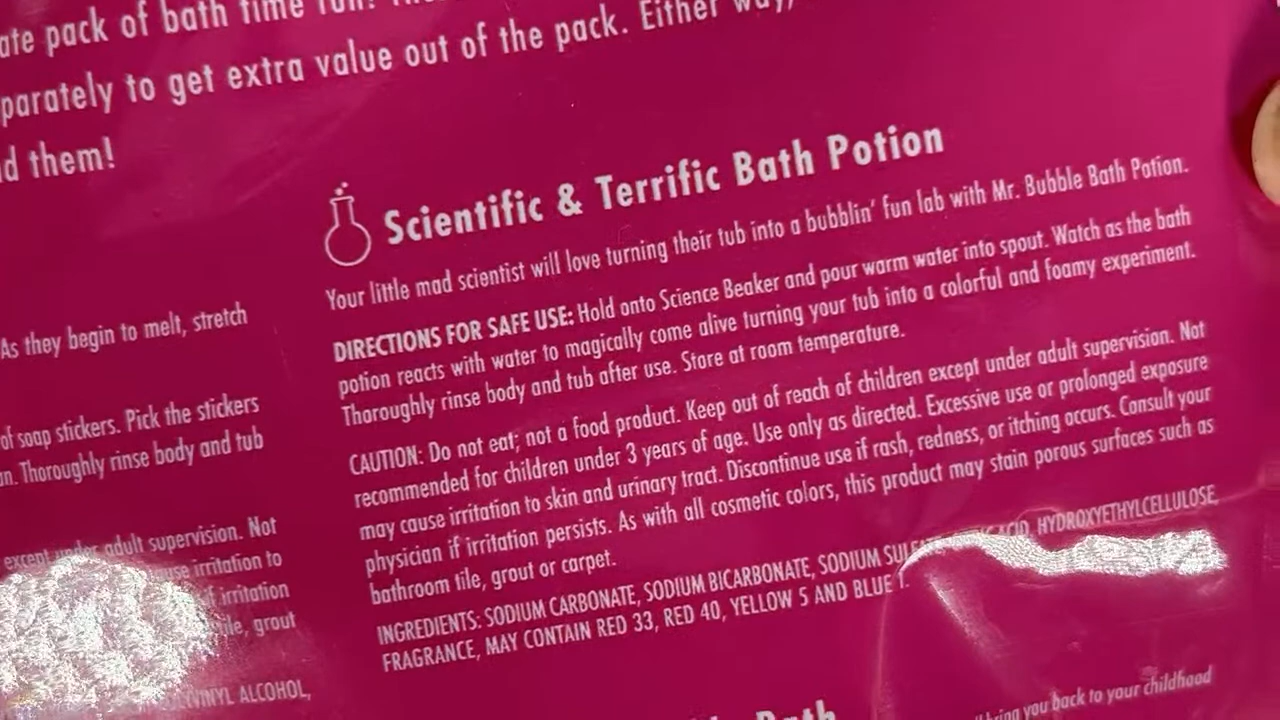 ate pack of bath time fun!
parately to get extra value out of the pack. Either way,
d them!
As they begin to melt, stretch
of soap stickers. Pick the stickers
n. Thoroughly rinse body and tub
except under adult supervision. Not
use irritation to
irritation
tile, grout
VINYL ALCOHOL,
Scientific & Terrific Bath Potion
Your little mad scientist will love turning their tub into a bubblin' fun lab with Mr. Bubble Bath Potion.
DIRECTIONS FOR SAFE USE: Hold onto Science Beaker and pour warm water into spout. Watch as the bath
potion reacts with water to magically come alive turning your tub into a colorful and foamy experiment.
Thoroughly rinse body and tub after use. Store at room temperature.
CAUTION: Do not eat; not a food product. Keep out of reach of children except under adult supervision. Not
recommended for children under 3 years of age. Use only as directed. Excessive use or prolonged exposure
may cause irritation to skin and urinary tract. Discontinue use if rash, redness, or itching occurs. Consult your
physician if irritation persists. As with all cosmetic colors, this product may stain porous surfaces such as
bathroom tile, grout or carpet.
INGREDIENTS: SODIUM CARBONATE, SODIUM BICARBONATE, SODIUM ACID, HYDROXYETHYLCELLULOSE,
FRAGRANCE, MAY CONTAIN RED 33, RED 40, YELLOW 5 AND BLUE 1.
Bath
bring you back to your childhood